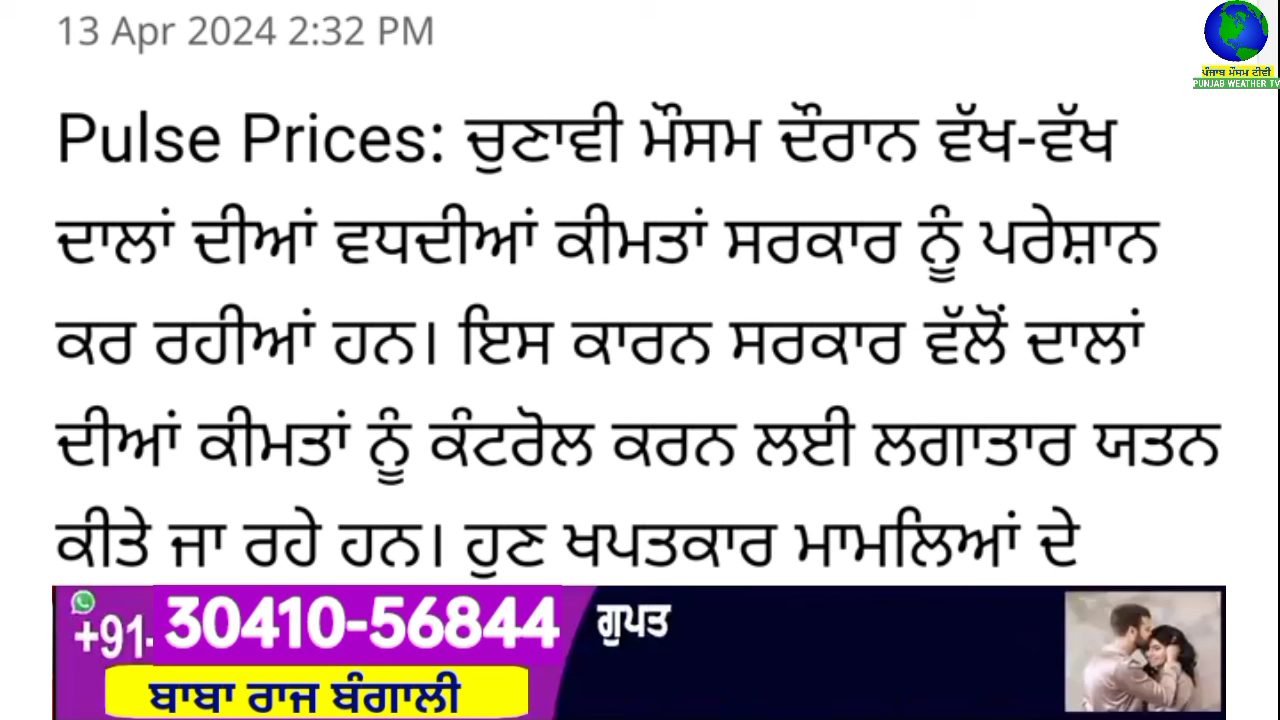 13 Apr 2024 2:32 PM
ਪੰਜਾਬ ਮੌਸਮ ਟੀਵੀ
PUNJAB WEATHER TV
Pulse Prices: ਚੁਣਾਵੀ ਮੌਸਮ ਦੌਰਾਨ ਵੱਖ-ਵੱਖ
ਦਾਲਾਂ ਦੀਆਂ ਵਧਦੀਆਂ ਕੀਮਤਾਂ ਸਰਕਾਰ ਨੂੰ ਪਰੇਸ਼ਾਨ
ਕਰ ਰਹੀਆਂ ਹਨ। ਇਸ ਕਾਰਨ ਸਰਕਾਰ ਵੱਲੋਂ ਦਾਲਾਂ
ਦੀਆਂ ਕੀਮਤਾਂ ਨੂੰ ਕੰਟਰੋਲ ਕਰਨ ਲਈ ਲਗਾਤਾਰ ਯਤਨ
ਕੀਤੇ ਜਾ ਰਹੇ ਹਨ। ਹੁਣ ਖਪਤਕਾਰ ਮਾਮਲਿਆਂ ਦੇ
+91-30410-56844 ਗੁਪਤ
ਬਾਬਾ ਰਾਜ ਬੰਗਾਲੀ